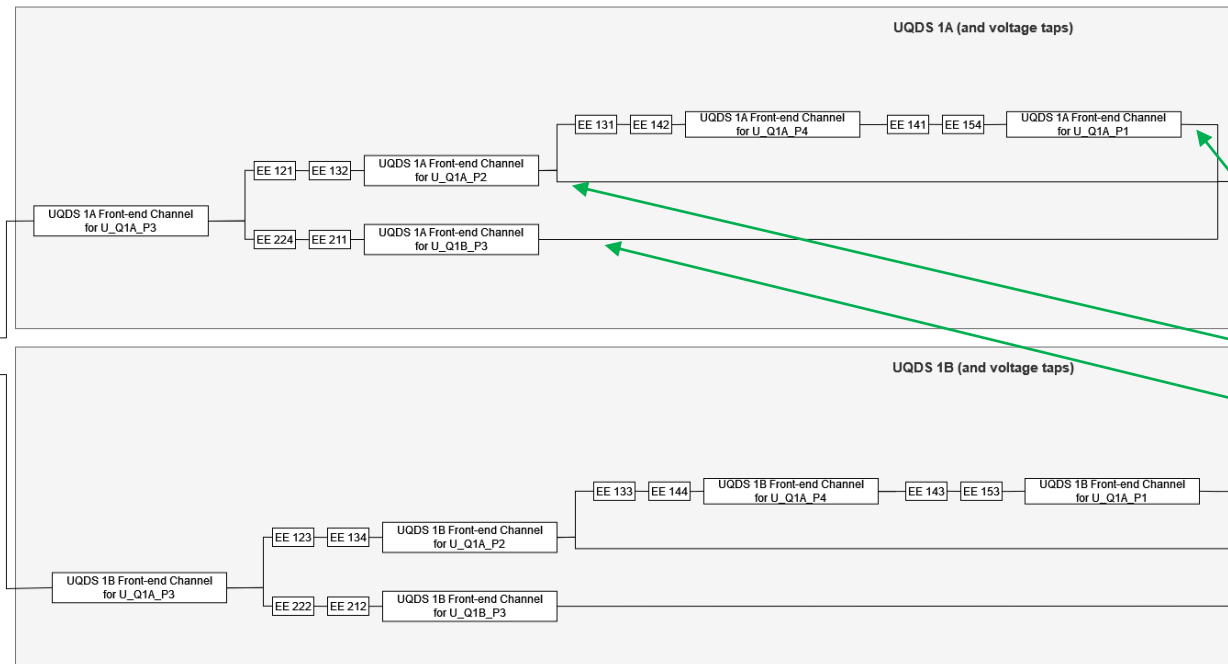 UQDS 1A (and voltage taps)
EE 131
EE 142
UQDS 1A Front-end Channel
for U_Q1A_P4
EE 141
EE 154
UQDS 1A Front-end Channel
for U_Q1A_P1
EE 121
EE 132
UQDS 1A Front-end Channel
for U_Q1A_P2
UQDS 1A Front-end Channel
for U_Q1A_P3
EE 224
EE 211
UQDS 1A Front-end Channel
for U_Q1B_P3
UQDS 1B (and voltage taps)
EE 133
EE 144
UQDS 1B Front-end Channel
for U_Q1A_P4
EE 143
EE 153
UQDS 1B Front-end Channel
for U_Q1A_P1
EE 123
EE 134
UQDS 1B Front-end Channel
for U_Q1A_P2
UQDS 1B Front-end Channel
for U_Q1A_P3
EE 222
EE 212
UQDS 1B Front-end Channel
for U_Q1B_P3